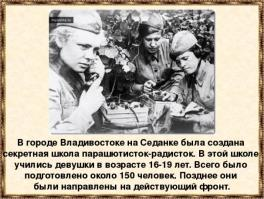 В городе Владивостоке на Седанке была создана
секретная школа парашютисток-радисток. В этой школе
учились девушки в возрасте 16-19 лет. Всего было
подготовлено около 150 человек. Позднее они
были направлены на действующий фронт.